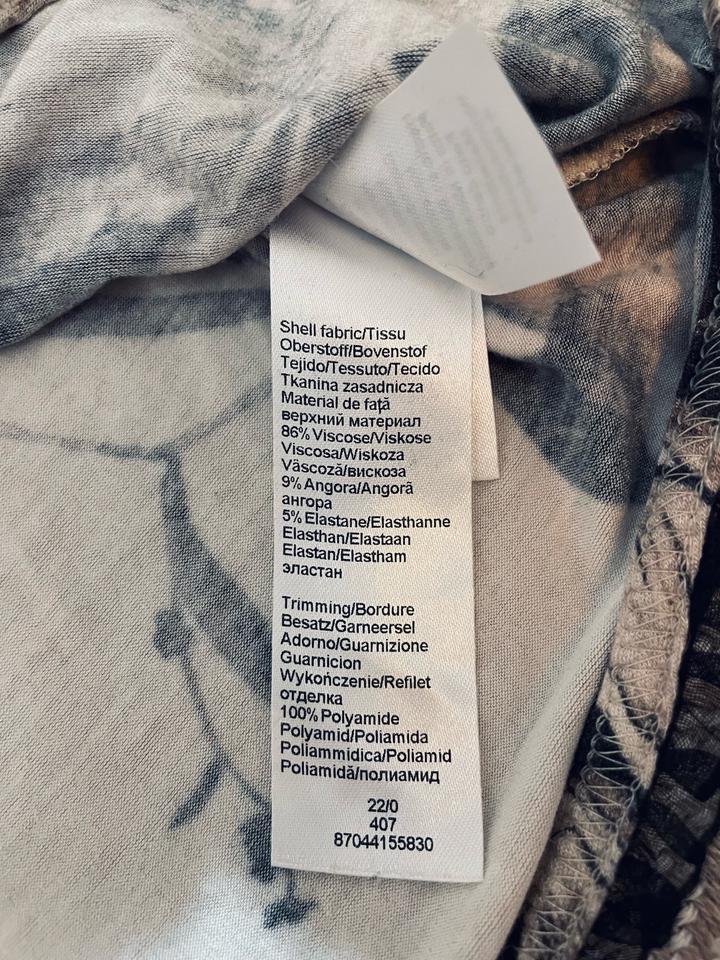 Shell fabric/Tissu
Oberstoff/Bovenstof
Tejido/Tessuto/Tecido
Tkanina zasadnicza
Material de faţă
верхний материал
86% Viscose/Viskose
Viscosa/Wiskoza
Vâscoză/вискоза
9% Angora/Angoră
ангора
5% Elastane/Elasthanne
Elasthan/Elastaan
Elastan/Elastham
эластан
Trimming/Bordure
Besatz/Garneersel
Adorno/Guarnizione
Guarnicion
Wykończenie/Refilet
отделка
100% Polyamide
Polyamid/Poliamida
Poliammidica/Poliamid
Poliamidă/полиамид
22/0
407
87044155830